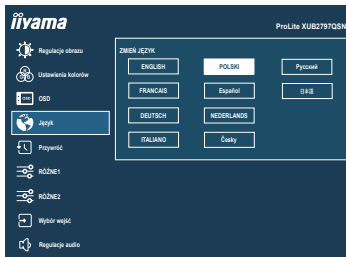 iiyama
ProLite XUB2797QSN
Regulacje obrazu
Ustawienia kolorów
OSD
OSD
Język
Przywróć
RÓŻNE1
RÓŻNE2
Wybór wejść
Regulacje audio
ZMIEŃ JĘZYK
ENGLISH
POLSKI
Русский
FRANCAIS
Español
日本語
DEUTSCH
NEDERLANDS
ITALIANO
Česky